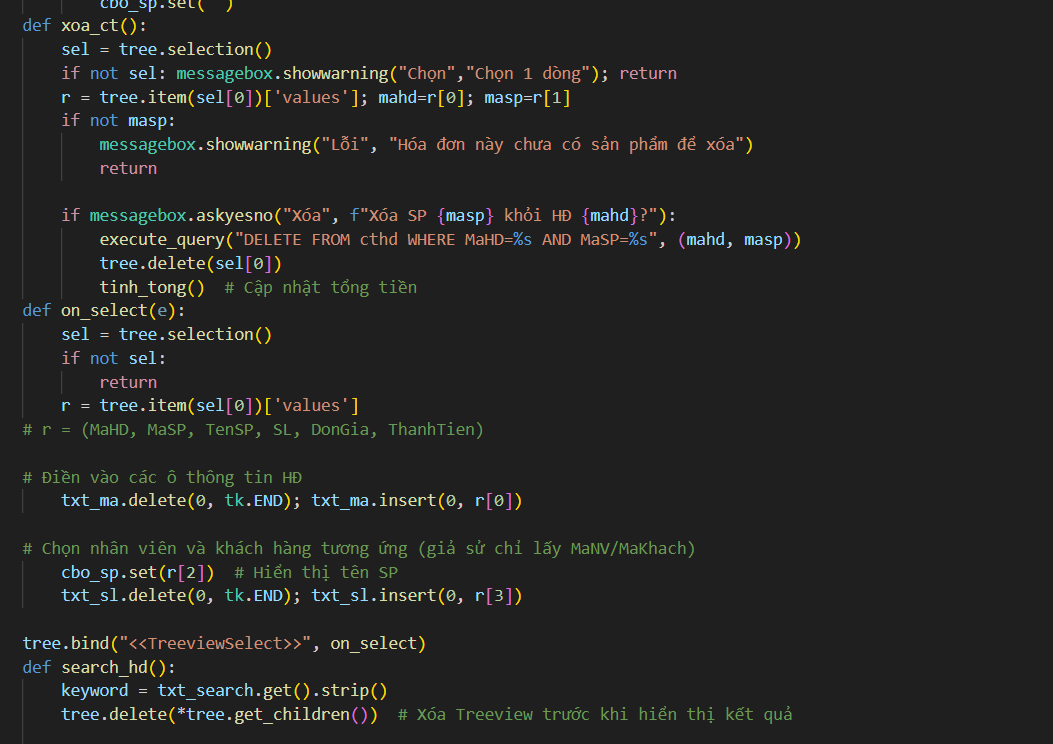 cbo_sp.set(" ")
def xoa_ct():
    sel = tree.selection()
    if not sel: messagebox.showwarning("Chọn","Chọn 1 dòng"); return
    r = tree.item(sel[0])['values']; mahd=r[0]; masp=r[1]
    if not masp:
        messagebox.showwarning("Lỗi", "Hóa đơn này chưa có sản phẩm để xóa")
        return
    if messagebox.askyesno("Xóa", f"Xóa SP {masp} khỏi HĐ {mahd}?"):
        execute_query("DELETE FROM cthd WHERE MaHD=%s AND MaSP=%s", (mahd, masp))
        tree.delete(sel[0])
        tinh_tong()  # Cập nhật tổng tiền
def on_select(e):
    sel = tree.selection()
    if not sel:
        return
    r = tree.item(sel[0])['values']
# r = (MaHD, MaSP, TenSP, SL, DonGia, ThanhTien)
# Điền vào các ô thông tin HĐ
    txt_ma.delete(0, tk.END); txt_ma.insert(0, r[0])
# Chọn nhân viên và khách hàng tương ứng (giả sử chỉ lấy MaNV/MaKhach)
    cbo_sp.set(r[2])  # Hiển thị tên SP
    txt_sl.delete(0, tk.END); txt_sl.insert(0, r[3])
tree.bind("<<TreeviewSelect>>", on_select)
def search_hd():
    keyword = txt_search.get().strip()
    tree.delete(*tree.get_children())  # Xóa Treeview trước khi hiển thị kết quả